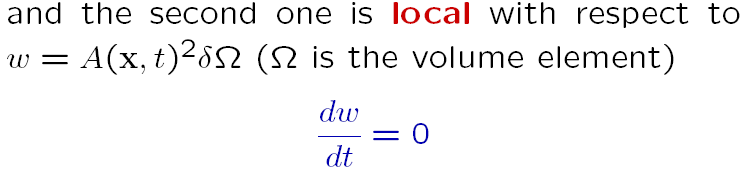 and the second one is local with respect to
w = A(x, t)²δΩ (Ω is the volume element)
dw/dt = 0